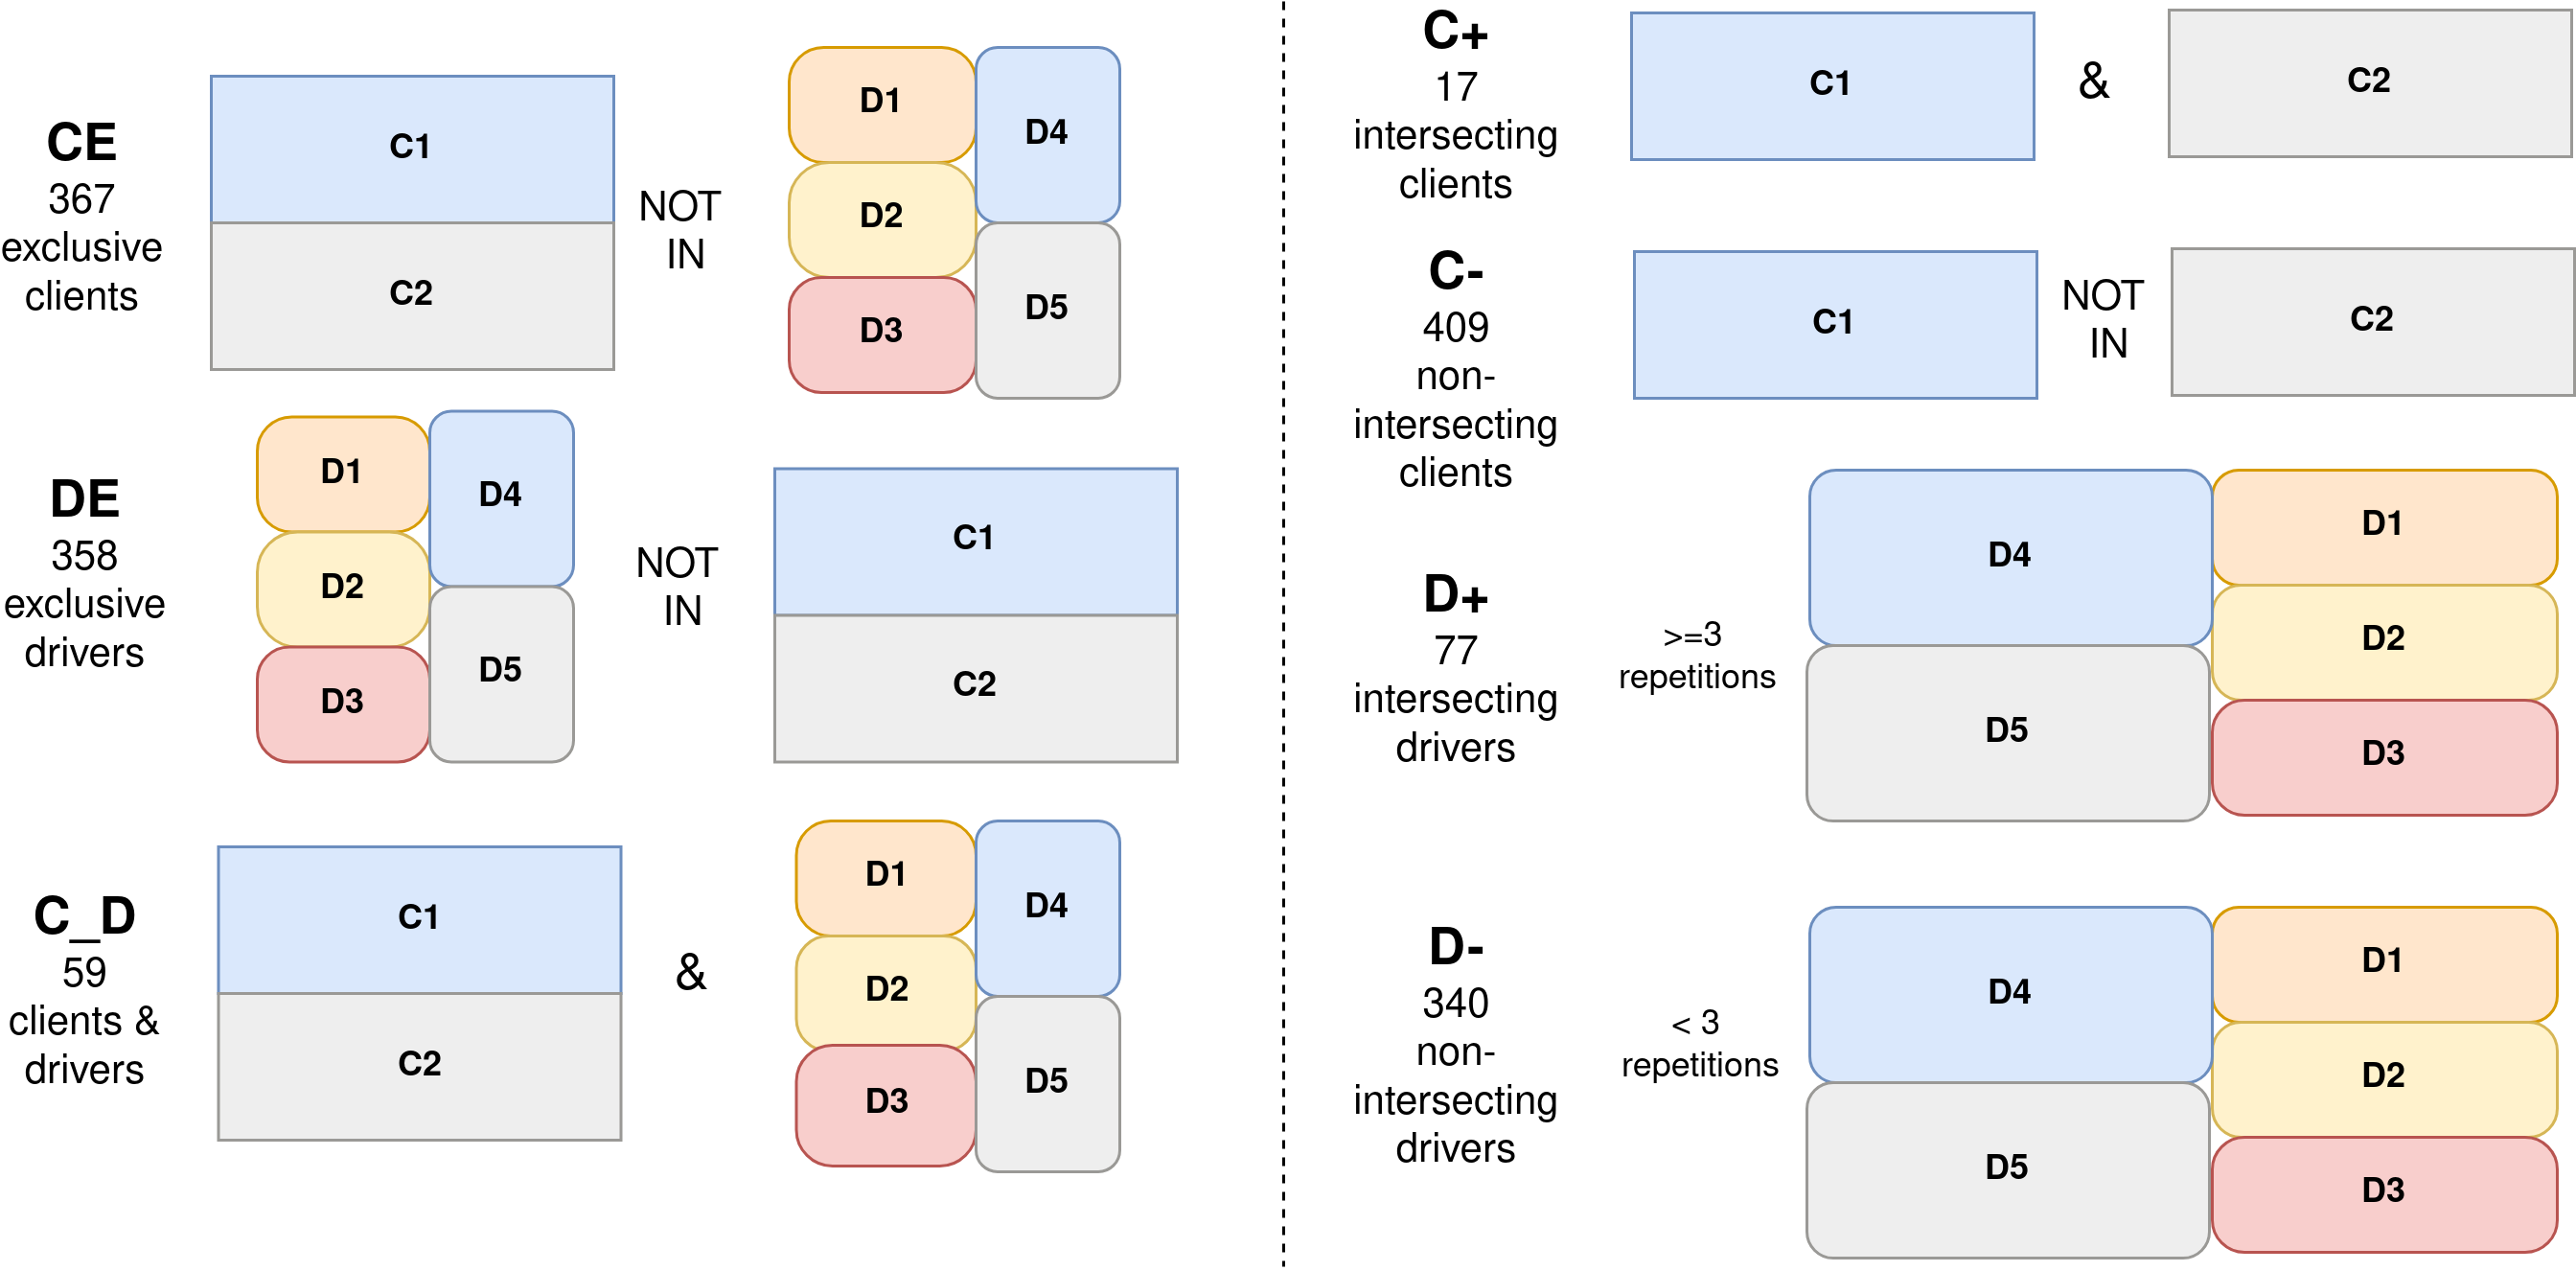 CE
367
exclusive
clients
C1
C2
NOT
IN
D1
D2
D3
D4
D5
DE
358
exclusive
drivers
D1
D2
D3
D4
D5
NOT
IN
C1
C2
C_D
59
clients &
drivers
C1
C2
&
D1
D2
D3
D4
D5
C+
17
intersecting
clients
C1
&
C2
C-
409
non-
intersecting
clients
C1
NOT
IN
C2
D+
77
intersecting
drivers
>=3
repetitions
D4
D5
D1
D2
D3
D-
340
non-
intersecting
drivers
< 3
repetitions
D4
D5
D1
D2
D3